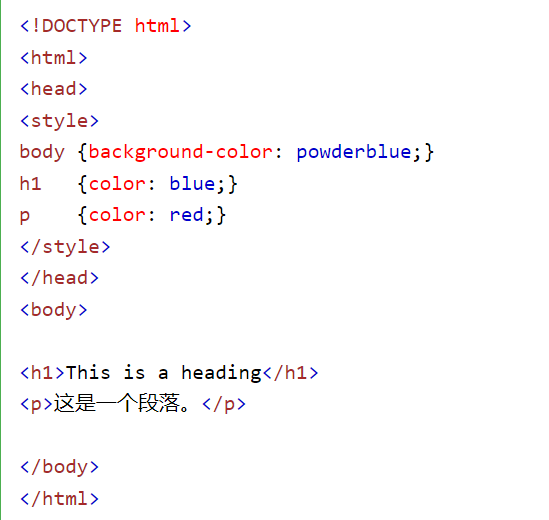 <!DOCTYPE html>
<html>
<head>
<style>
body {background-color: powderblue;}
h1   {color: blue;}
p    {color: red;}
</style>
</head>
<body>

<h1>This is a heading</h1>
<p>这是一个段落。</p>

</body>
</html>